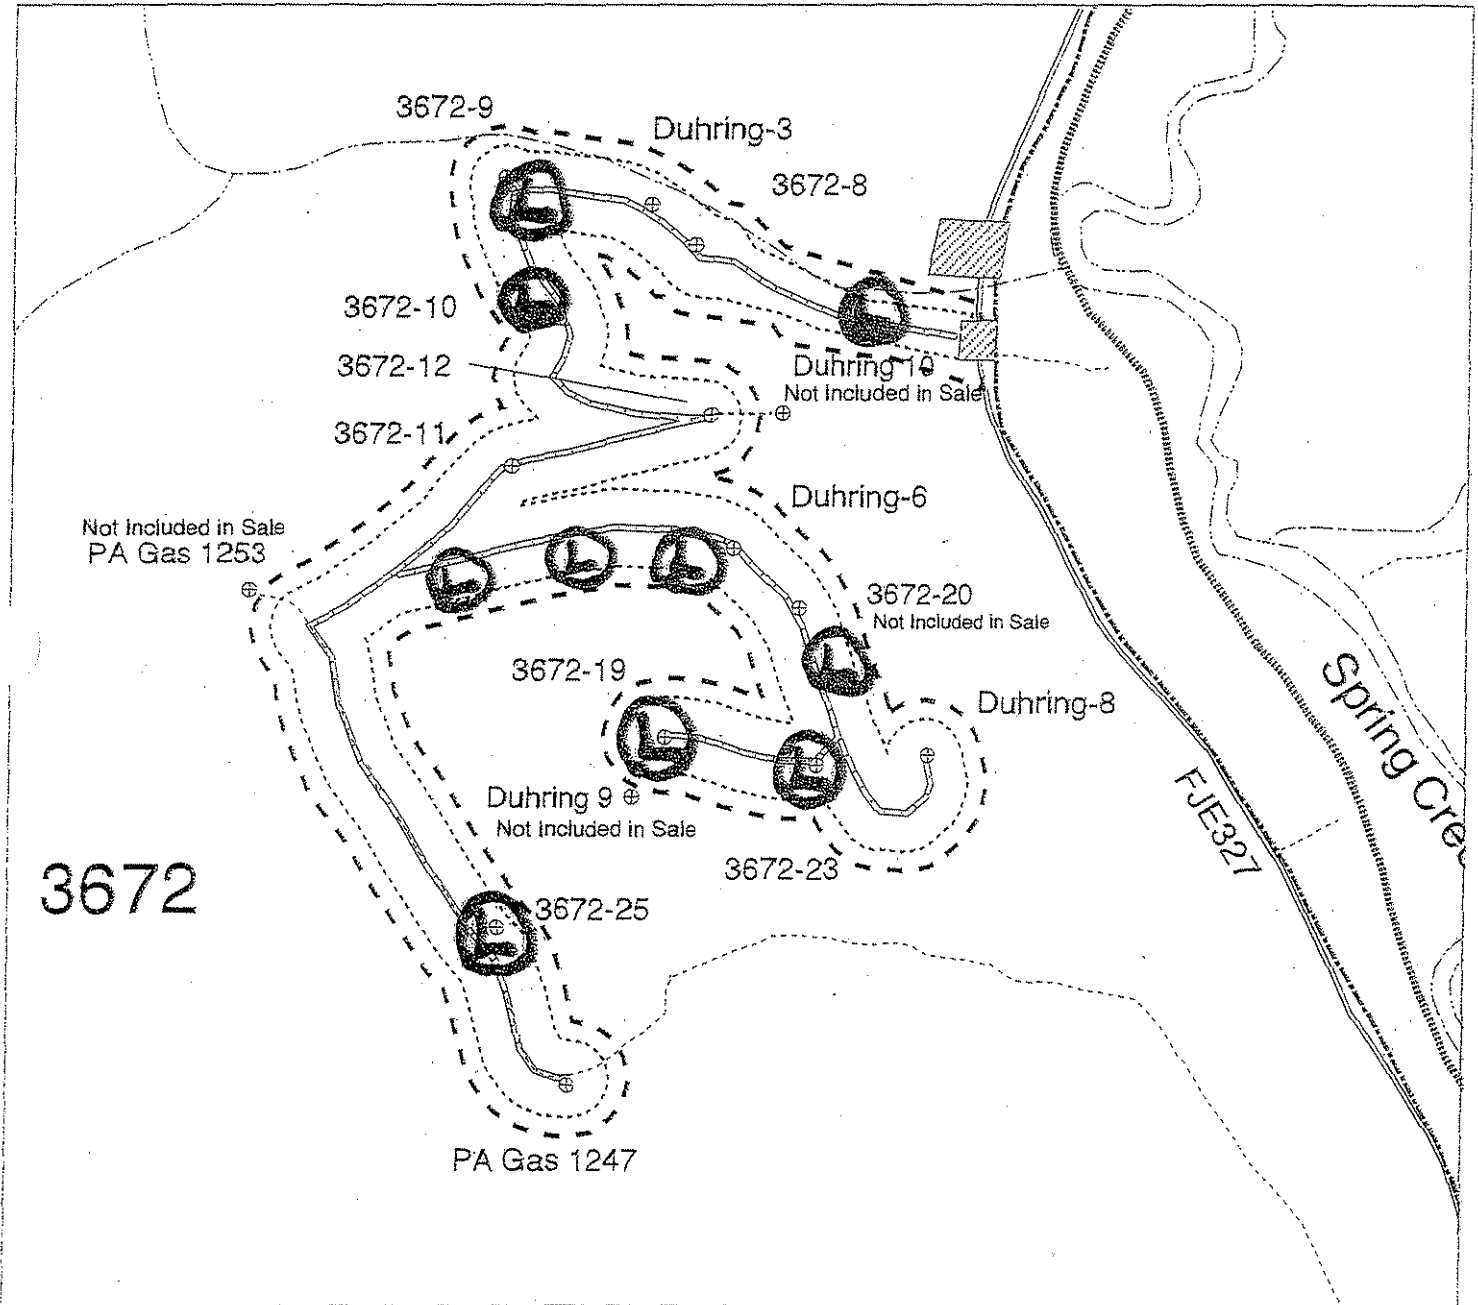 3672-9
Duhring-3
3672-8
L
3672-10
L
L
3672-12
Duhring 10
Not Included in Sale
3672-11
Duhring-6
Not Included in Sale
PA Gas 1253
L
L
L
3672-20
Not Included in Sale
L
3672-19
Duhring-8
Spring Cree
L
L
FJE327
Duhring 9
Not Included in Sale
3672-23
3672
3672-25
L
PA Gas 1247